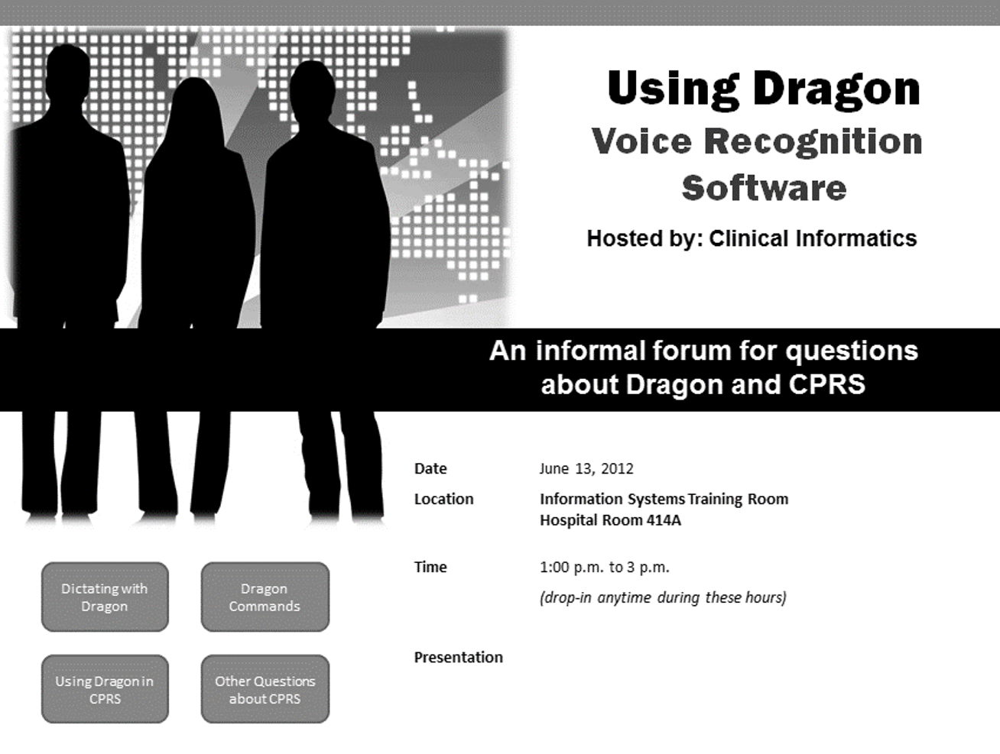 Using Dragon
Voice Recognition
Software
Hosted by: Clinical Informatics
An informal forum for questions
about Dragon and CPRS
Date June 13, 2012
Location Information Systems Training Room
Hospital Room 414A
Time 1:00 p.m. to 3 p.m.
(drop-in anytime during these hours)
Presentation
Dictating with
Dragon
Dragon
Commands
Using Dragon in
CPRS
Other Questions
about CPRS